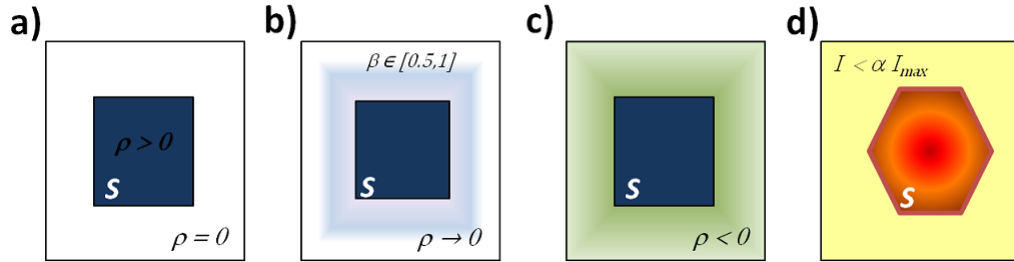 a)
ρ > 0
S
ρ = 0
b)
β ∈ [0.5,1]
S
ρ → 0
c)
S
ρ < 0
d)
I < α I_max
S